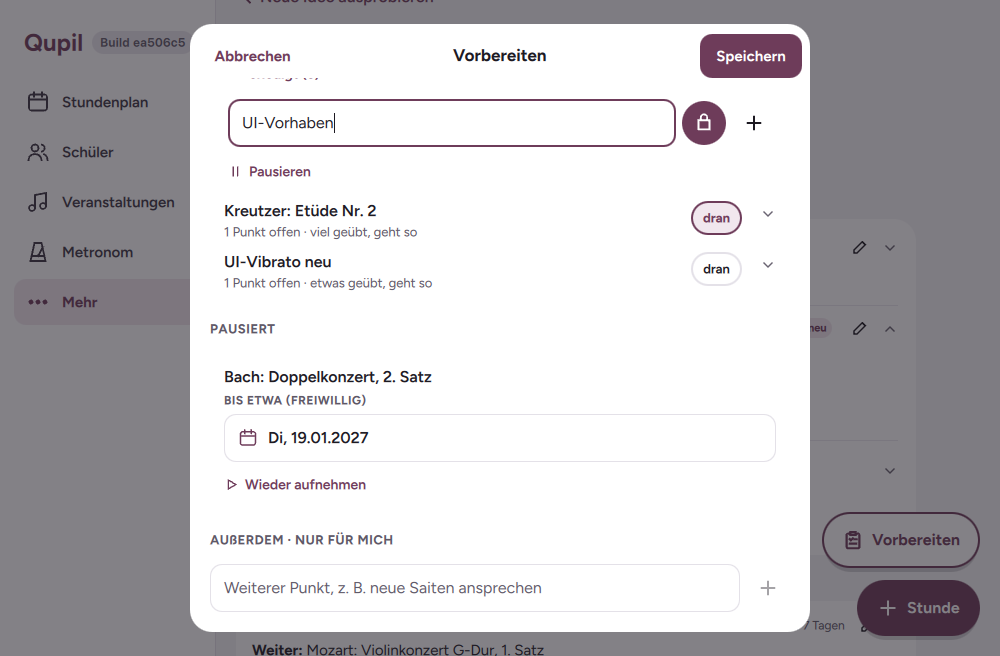 Neue Idee ausprobieren
Qupil
Build ea506c5
Stundenplan
Schüler
Veranstaltungen
Metronom
Mehr
Abbrechen
Vorbereiten
Speichern
UI-Vorhaben
Pausieren
Kreutzer: Etüde Nr. 2
1 Punkt offen · viel geübt, geht so
dran
UI-Vibrato neu
1 Punkt offen · etwas geübt, geht so
dran
neu
PAUSIERT
Bach: Doppelkonzert, 2. Satz
BIS ETWA (FREIWILLIG)
Di, 19.01.2027
Wieder aufnehmen
AUẞERDEM · NUR FÜR MICH
Weiterer Punkt, z. B. neue Saiten ansprechen
Vorbereiten
Stunde
7 Tagen
Weiter: Mozart: Violinkonzert G-Dur, 1. Satz